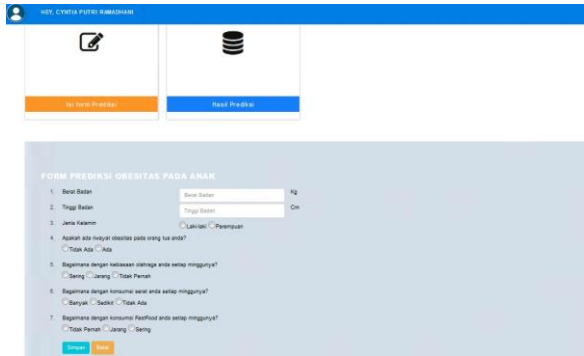 HEY, CYNTIA PUTRI RAMADHANI
Isi Form Prediksi
Hasil Prediksi
FORM PREDIKSI OBESITAS PADA ANAK
1. Berat Badan
Berat Badan
Kg
2. Tinggi Badan
Tinggi Badan
Cm
3. Jenis Kelamin
Laki-laki Perempuan
4. Apakah ada riwayat obesitas pada orang tua anda?
Tidak Ada Ada
5. Bagaimana dengan kebiasaan olahraga anda setiap minggunya?
Sering Jarang Tidak Pernah
6. Bagaimana dengan konsumsi serat anda setiap minggunya?
Banyak Sedikit Tidak Ada
7. Bagaimana dengan konsumsi FastFood anda setiap minggunya?
Tidak Pernah Jarang Sering
Simpan
Batal